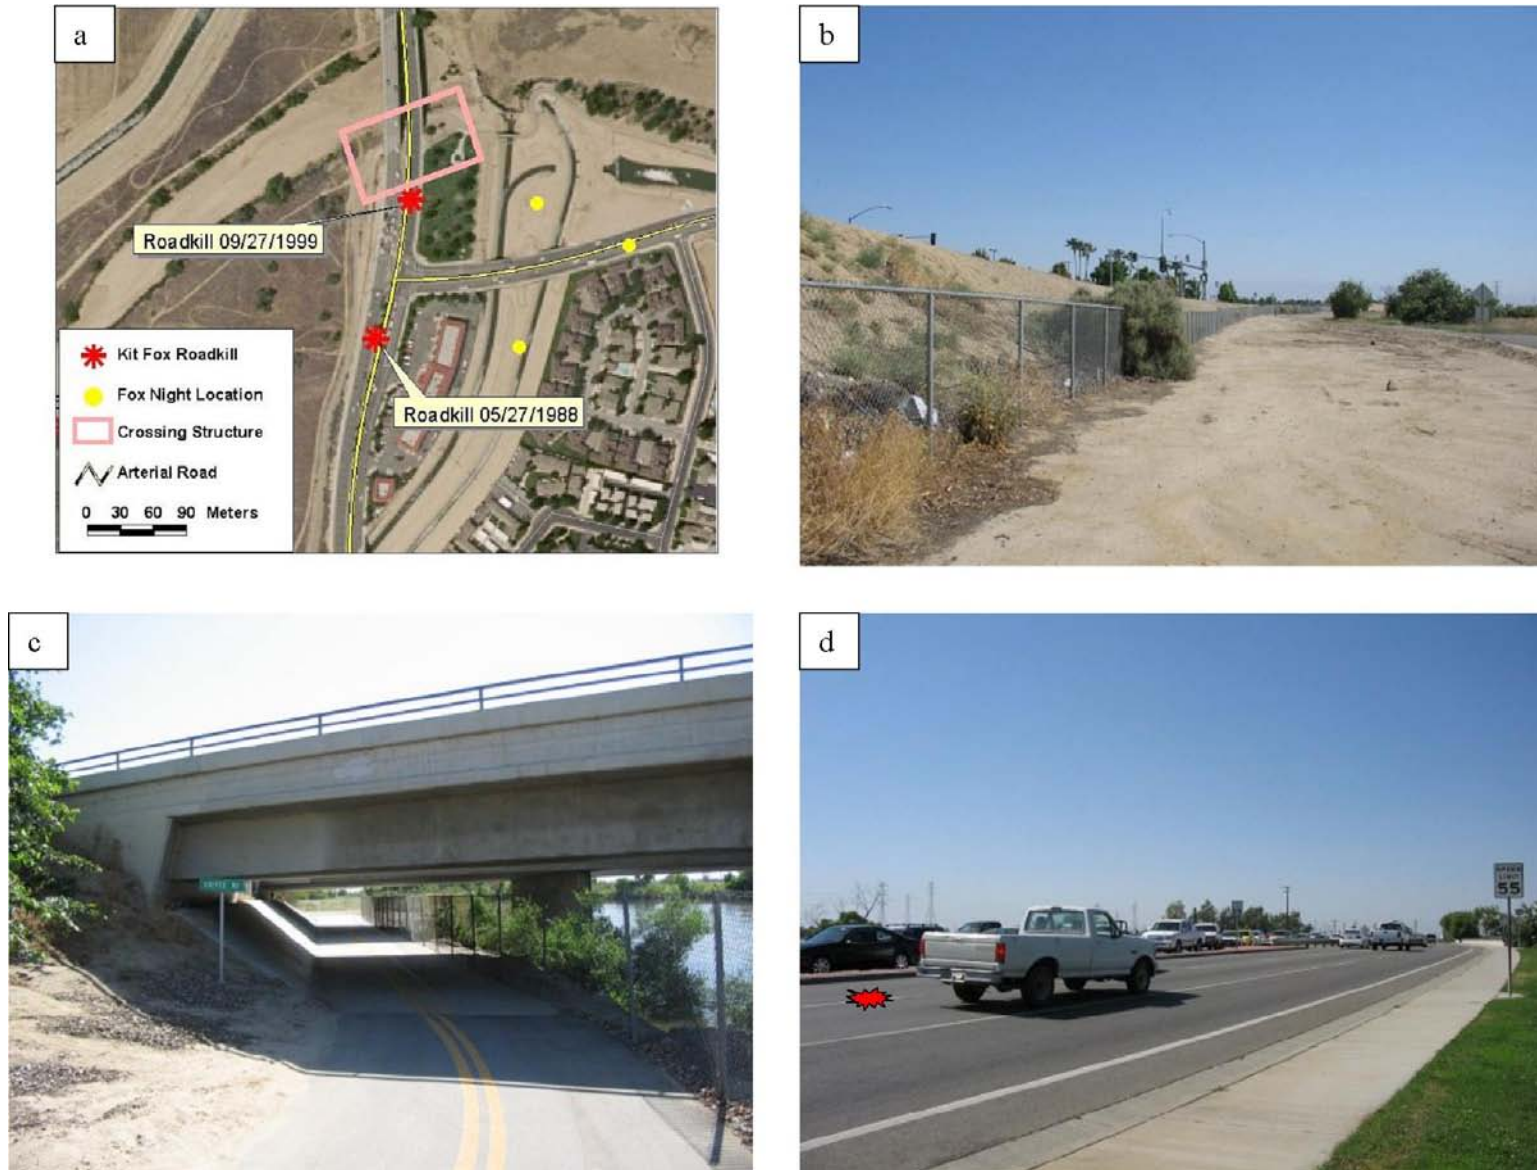 a
Roadkill 09/27/1999
Roadkill 05/27/1988
Kit Fox Roadkill
Fox Night Location
Crossing Structure
Arterial Road
0 30 60 90 Meters
b
c
d
SPEED
LIMIT
55